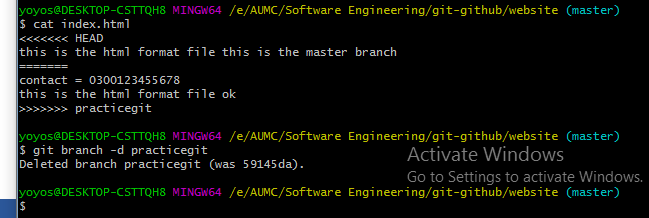 yoyos@DESKTOP-CSTTQH8 MINGW64 /e/AUMC/Software Engineering/git-github/website (master)
$ cat index.html
<<<<<<< HEAD
this is the html format file this is the master branch
=======
contact = 0300123455678
this is the html format file ok
>>>>>>> practicegit

yoyos@DESKTOP-CSTTQH8 MINGW64 /e/AUMC/Software Engineering/git-github/website (master)
$ git branch -d practicegit
Deleted branch practicegit (was 59145da).
Activate Windows
Go to Settings to activate Windows.
yoyos@DESKTOP-CSTTQH8 MINGW64 /e/AUMC/Software Engineering/git-github/website (master)
$